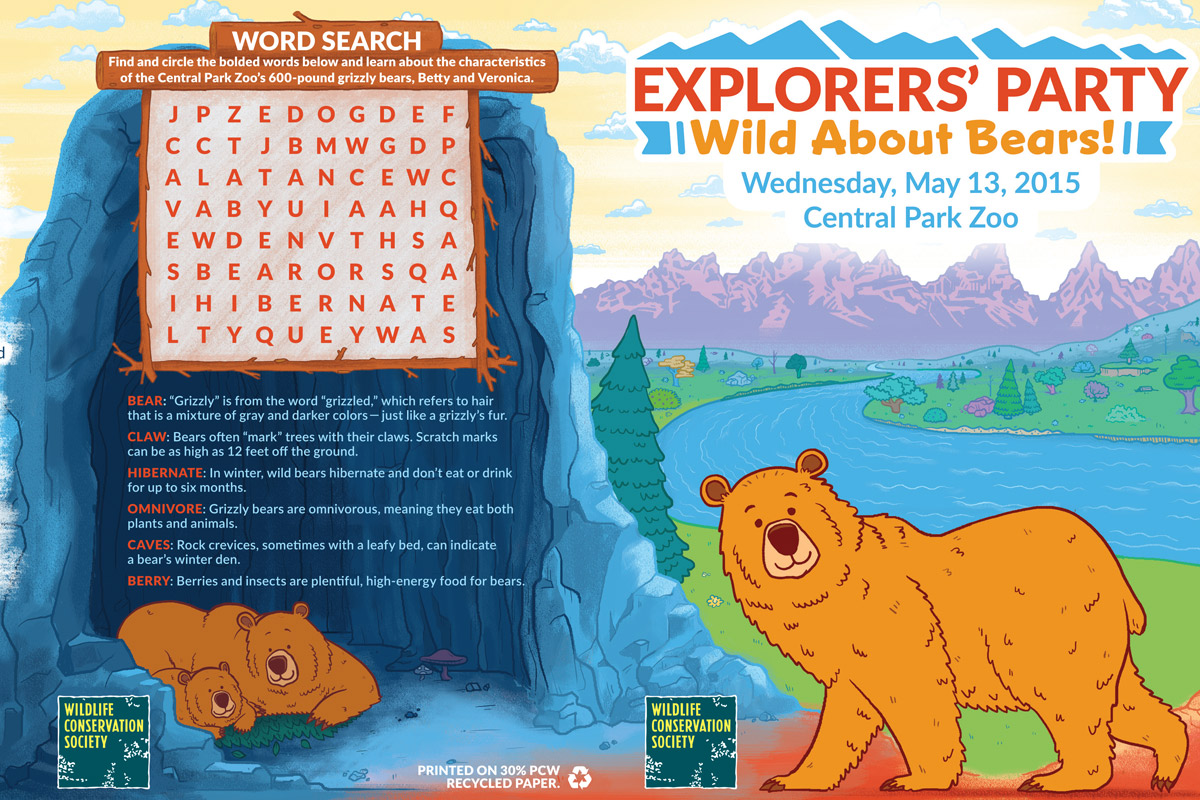 WORD SEARCH
Find and circle the bolded words below and learn about the characteristics
of the Central Park Zoo's 600-pound grizzly bears, Betty and Veronica.
J P Z E D O G D E F
C C T J B M W G D P
A L A T A N C E W C
V A B Y U I A A H Q
E W D E N V T H S A
S B E A R O R S Q A
I H I B E R N A T E
L T Y Q U E Y W A S
BEAR: “Grizzly” is from the word “grizzled,” which refers to hair
that is a mixture of gray and darker colors—just like a grizzly's fur.
CLAW: Bears often “mark” trees with their claws. Scratch marks
can be as high as 12 feet off the ground.
HIBERNATE: In winter, wild bears hibernate and don't eat or drink
for up to six months.
OMNIVORE: Grizzly bears are omnivorous, meaning they eat both
plants and animals.
CAVES: Rock crevices, sometimes with a leafy bed, can indicate
a bear's winter den.
BERRY: Berries and insects are plentiful, high-energy food for bears.
WILDLIFE
CONSERVATION
SOCIETY
PRINTED ON 30% PCW
RECYCLED PAPER.
EXPLORERS' PARTY
Wild About Bears!
Wednesday, May 13, 2015
Central Park Zoo
WILDLIFE
CONSERVATION
SOCIETY